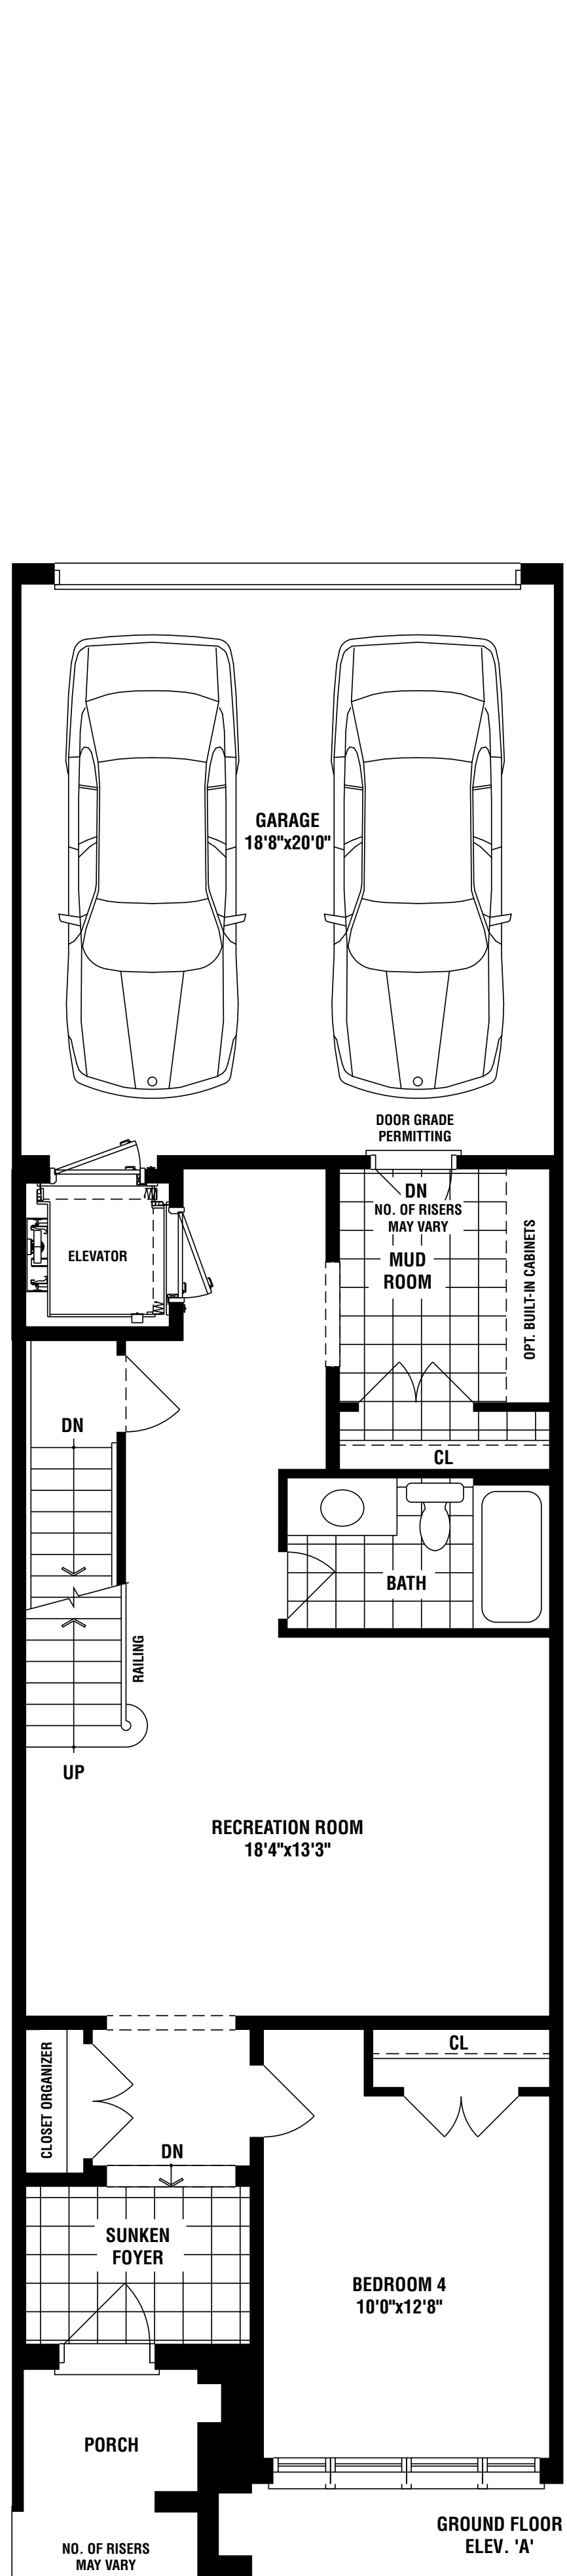 GARAGE
18'8"x20'0"
DOOR GRADE
PERMITTING
DN
NO. OF RISERS
MAY VARY
MUD
ROOM
OPT. BUILT-IN CABINETS
ELEVATOR
DN
CL
BATH
RAILING
UP
RECREATION ROOM
18'4"x13'3"
CLOSET ORGANIZER
CL
DN
SUNKEN
FOYER
BEDROOM 4
10'0"x12'8"
PORCH
GROUND FLOOR
ELEV. 'A'
NO. OF RISERS
MAY VARY